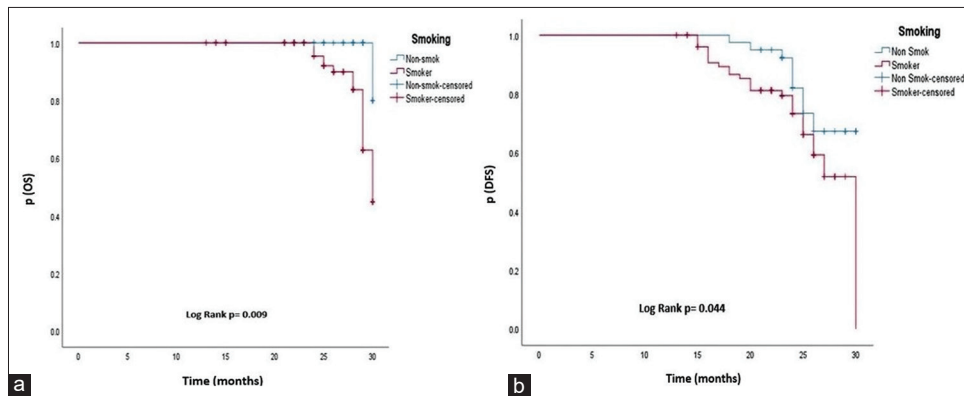 Smoking
Non-smok
Smoker
Non-smok-censored
Smoker-censored
p (OS)
1.0
0.8
0.6
0.4
0.2
0.0
Log Rank p= 0.009
0 5 10 15 20 25 30
Time (months)
a
Smoking
Non Smok
Smoker
Non Smok-censored
Smoker-censored
p (DFS)
1.0
0.8
0.6
0.4
0.2
0.0
Log Rank p= 0.044
0 5 10 15 20 25 30
Time (months)
b